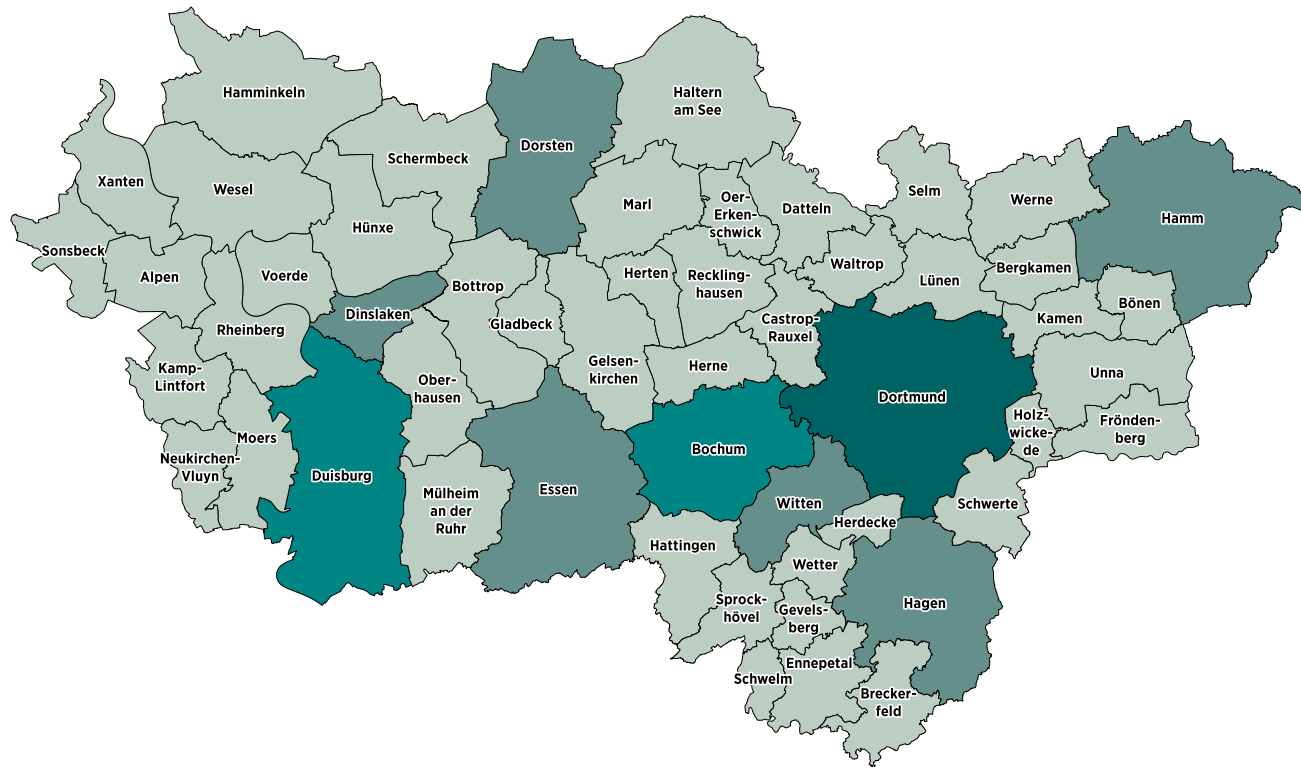 Hamminkeln
Haltern
am See
Dorsten
Schermbeck
Xanten
Wesel
Selm
Werne
Marl
Oer-
Erken-
schwick
Datteln
Hamm
Hünxe
Sonsbeck
Alpen
Voerde
Bottrop
Herten
Reckling-
hausen
Waltrop
Lünen
Bergkamen
Bönen
Dinslaken
Rheinberg
Gladbeck
Castrop-
Rauxel
Kamen
Kamp-
Lintfort
Ober-
hausen
Gelsen-
kirchen
Herne
Unna
Dortmund
Holz-
wicke-
de
Frönden-
berg
Moers
Neukirchen-
Vluyn
Duisburg
Bochum
Mülheim
an der
Ruhr
Essen
Witten
Schwerte
Herdecke
Hattingen
Wetter
Sprock-
hövel
Gevels-
berg
Hagen
Ennepetal
Schwelm
Brecker-
feld